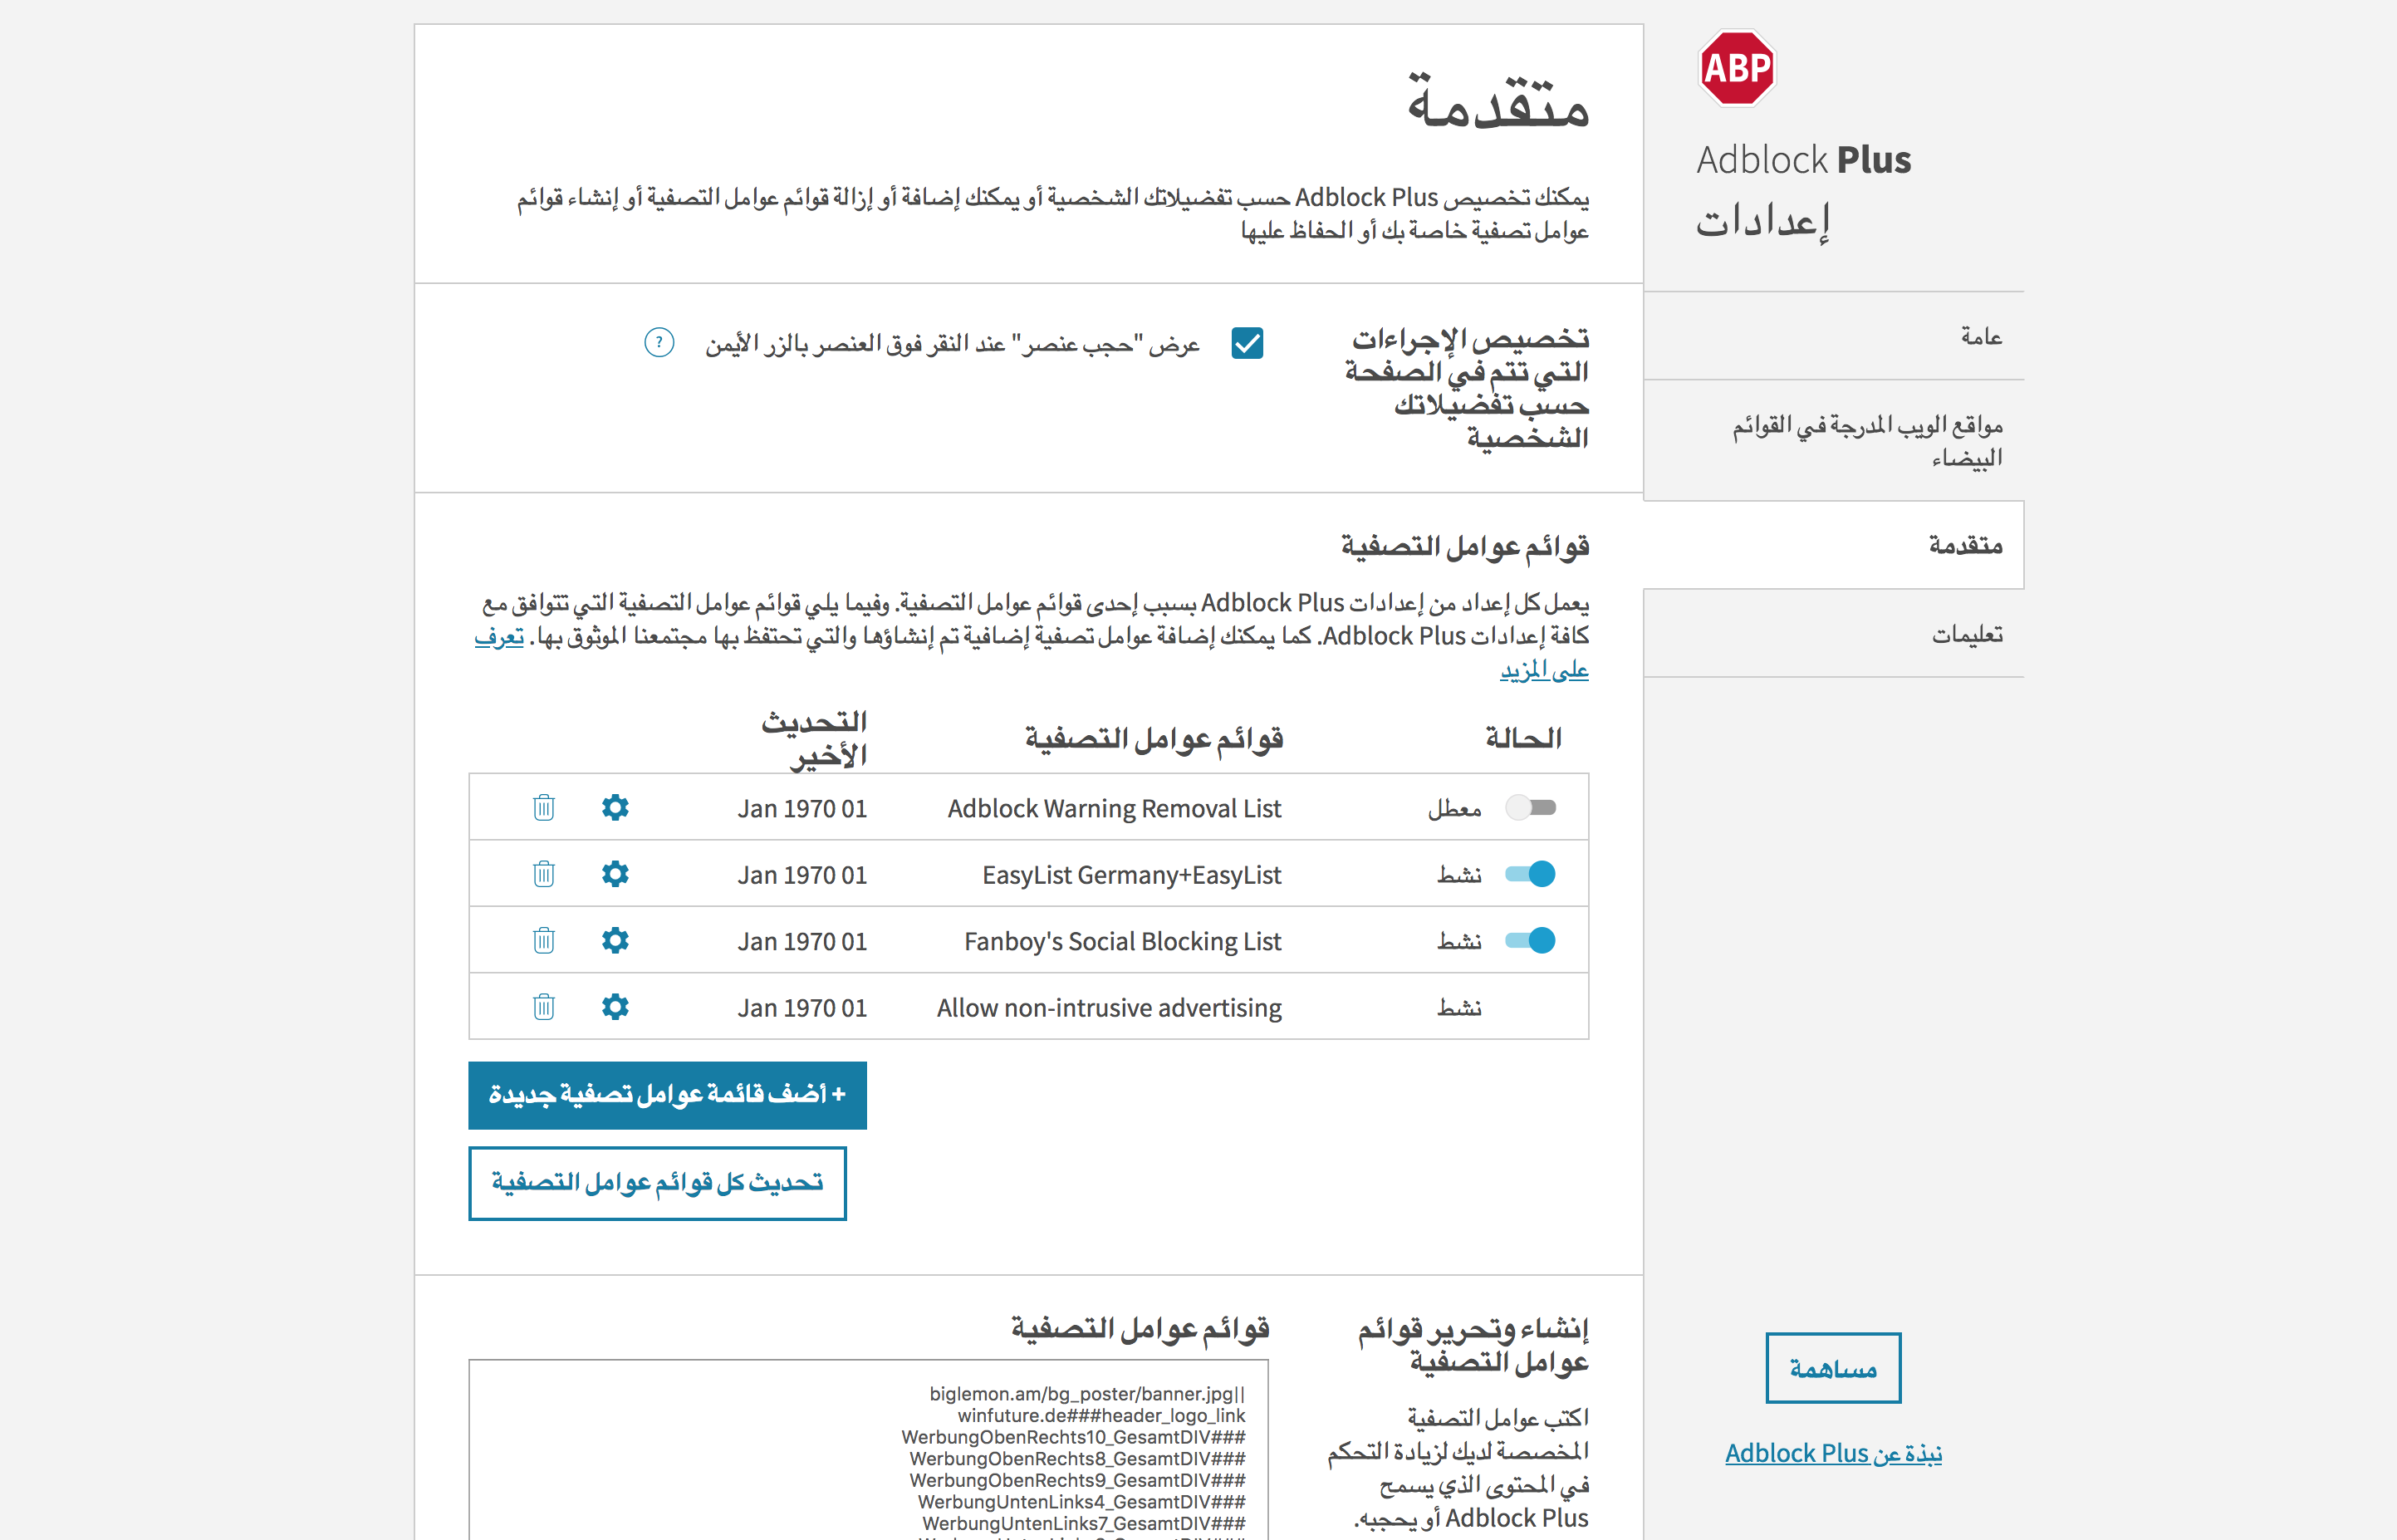 ABP
Adblock Plus
إعدادات
عامة
مواقع الويب المدرجة في القوائم
البيضاء
متقدمة
تعليمات
مساهمة
نبذة عن Adblock Plus
متقدمة
يمكنك تخصيص Adblock Plus حسب تفضيلاتك الشخصية أو يمكنك إضافة أو إزالة قوائم عوامل التصفية أو إنشاء قوائم
عوامل تصفية خاصة بك أو الحفاظ عليها
تخصيص الإجراءات
التي تتم في الصفحة
حسب تفضيلاتك
الشخصية
عرض "حجب عنصر" عند النقر فوق العنصر بالزر الأيمن
?
قوائم عوامل التصفية
يعمل كل إعداد من إعدادات Adblock Plus بسبب إحدى قوائم عوامل التصفية. وفيما يلي قوائم عوامل التصفية التي تتوافق مع
كافة إعدادات Adblock Plus. كما يمكنك إضافة عوامل تصفية إضافية تم إنشاؤها والتي تحتفظ بها مجتمعنا الموثوق بها. تعرف
على المزيد
الحالة قوائم عوامل التصفية التحديث
الأخير
معطل Adblock Warning Removal List Jan 1970 01
نشط EasyList Germany+EasyList Jan 1970 01
نشط Fanboy's Social Blocking List Jan 1970 01
نشط Allow non-intrusive advertising Jan 1970 01
+ أضف قائمة عوامل تصفية جديدة
تحديث كل قوائم عوامل التصفية
إنشاء وتحرير قوائم
عوامل التصفية
اكتب عوامل التصفية
المخصصة لديك لزيادة التحكم
في المحتوى الذي يسمح
Adblock Plus أو يحجبه.
قوائم عوامل التصفية
biglemon.am/bg_poster/banner.jpg||
winfuture.de###header_logo_link
WerbungObenRechts10_GesamtDIV###
WerbungObenRechts8_GesamtDIV###
WerbungObenRechts9_GesamtDIV###
WerbungUntenLinks4_GesamtDIV###
WerbungUntenLinks7_GesamtDIV###